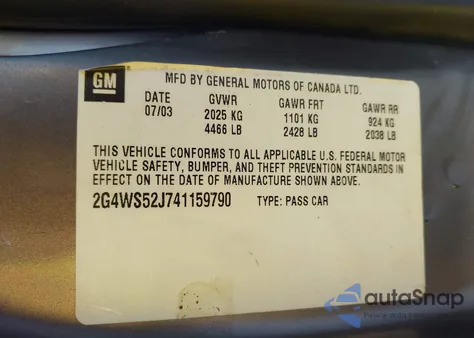 GM
MFD BY GENERAL MOTORS OF CANADA LTD.
DATE GVWR GAWR FRT GAWR RR
07/03 2025 KG 1101 KG 924 KG
4466 LB 2428 LB 2038 LB
THIS VEHICLE CONFORMS TO ALL APPLICABLE U.S. FEDERAL MOTOR
VEHICLE SAFETY, BUMPER, AND THEFT PREVENTION STANDARDS IN
EFFECT ON THE DATE OF MANUFACTURE SHOWN ABOVE.
2G4WS52J741159790 TYPE: PASS CAR
autoSnap